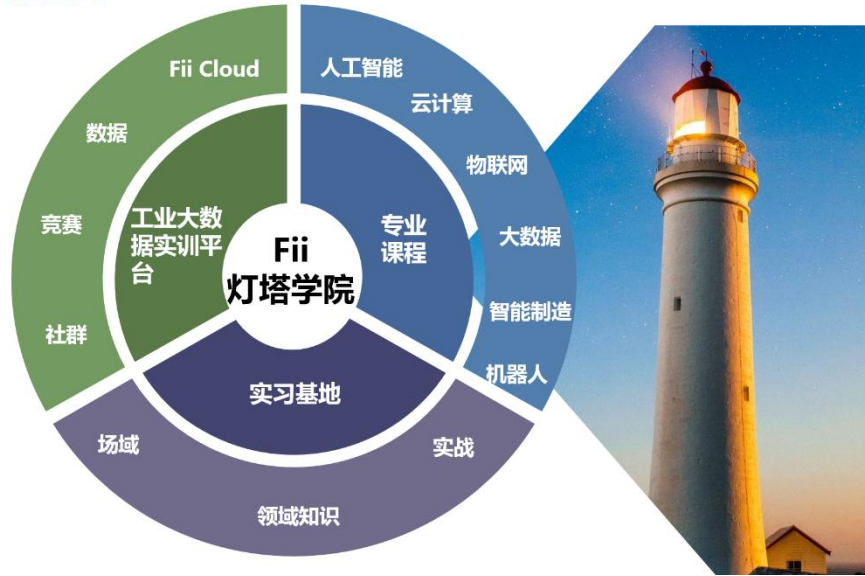 Fii Cloud
人工智能
云计算
数据
物联网
竞赛
工业大数
据实训平
台
专业
课程
大数据
Fii
灯塔学院
智能制造
社群
机器人
实习基地
场域
实战
领域知识